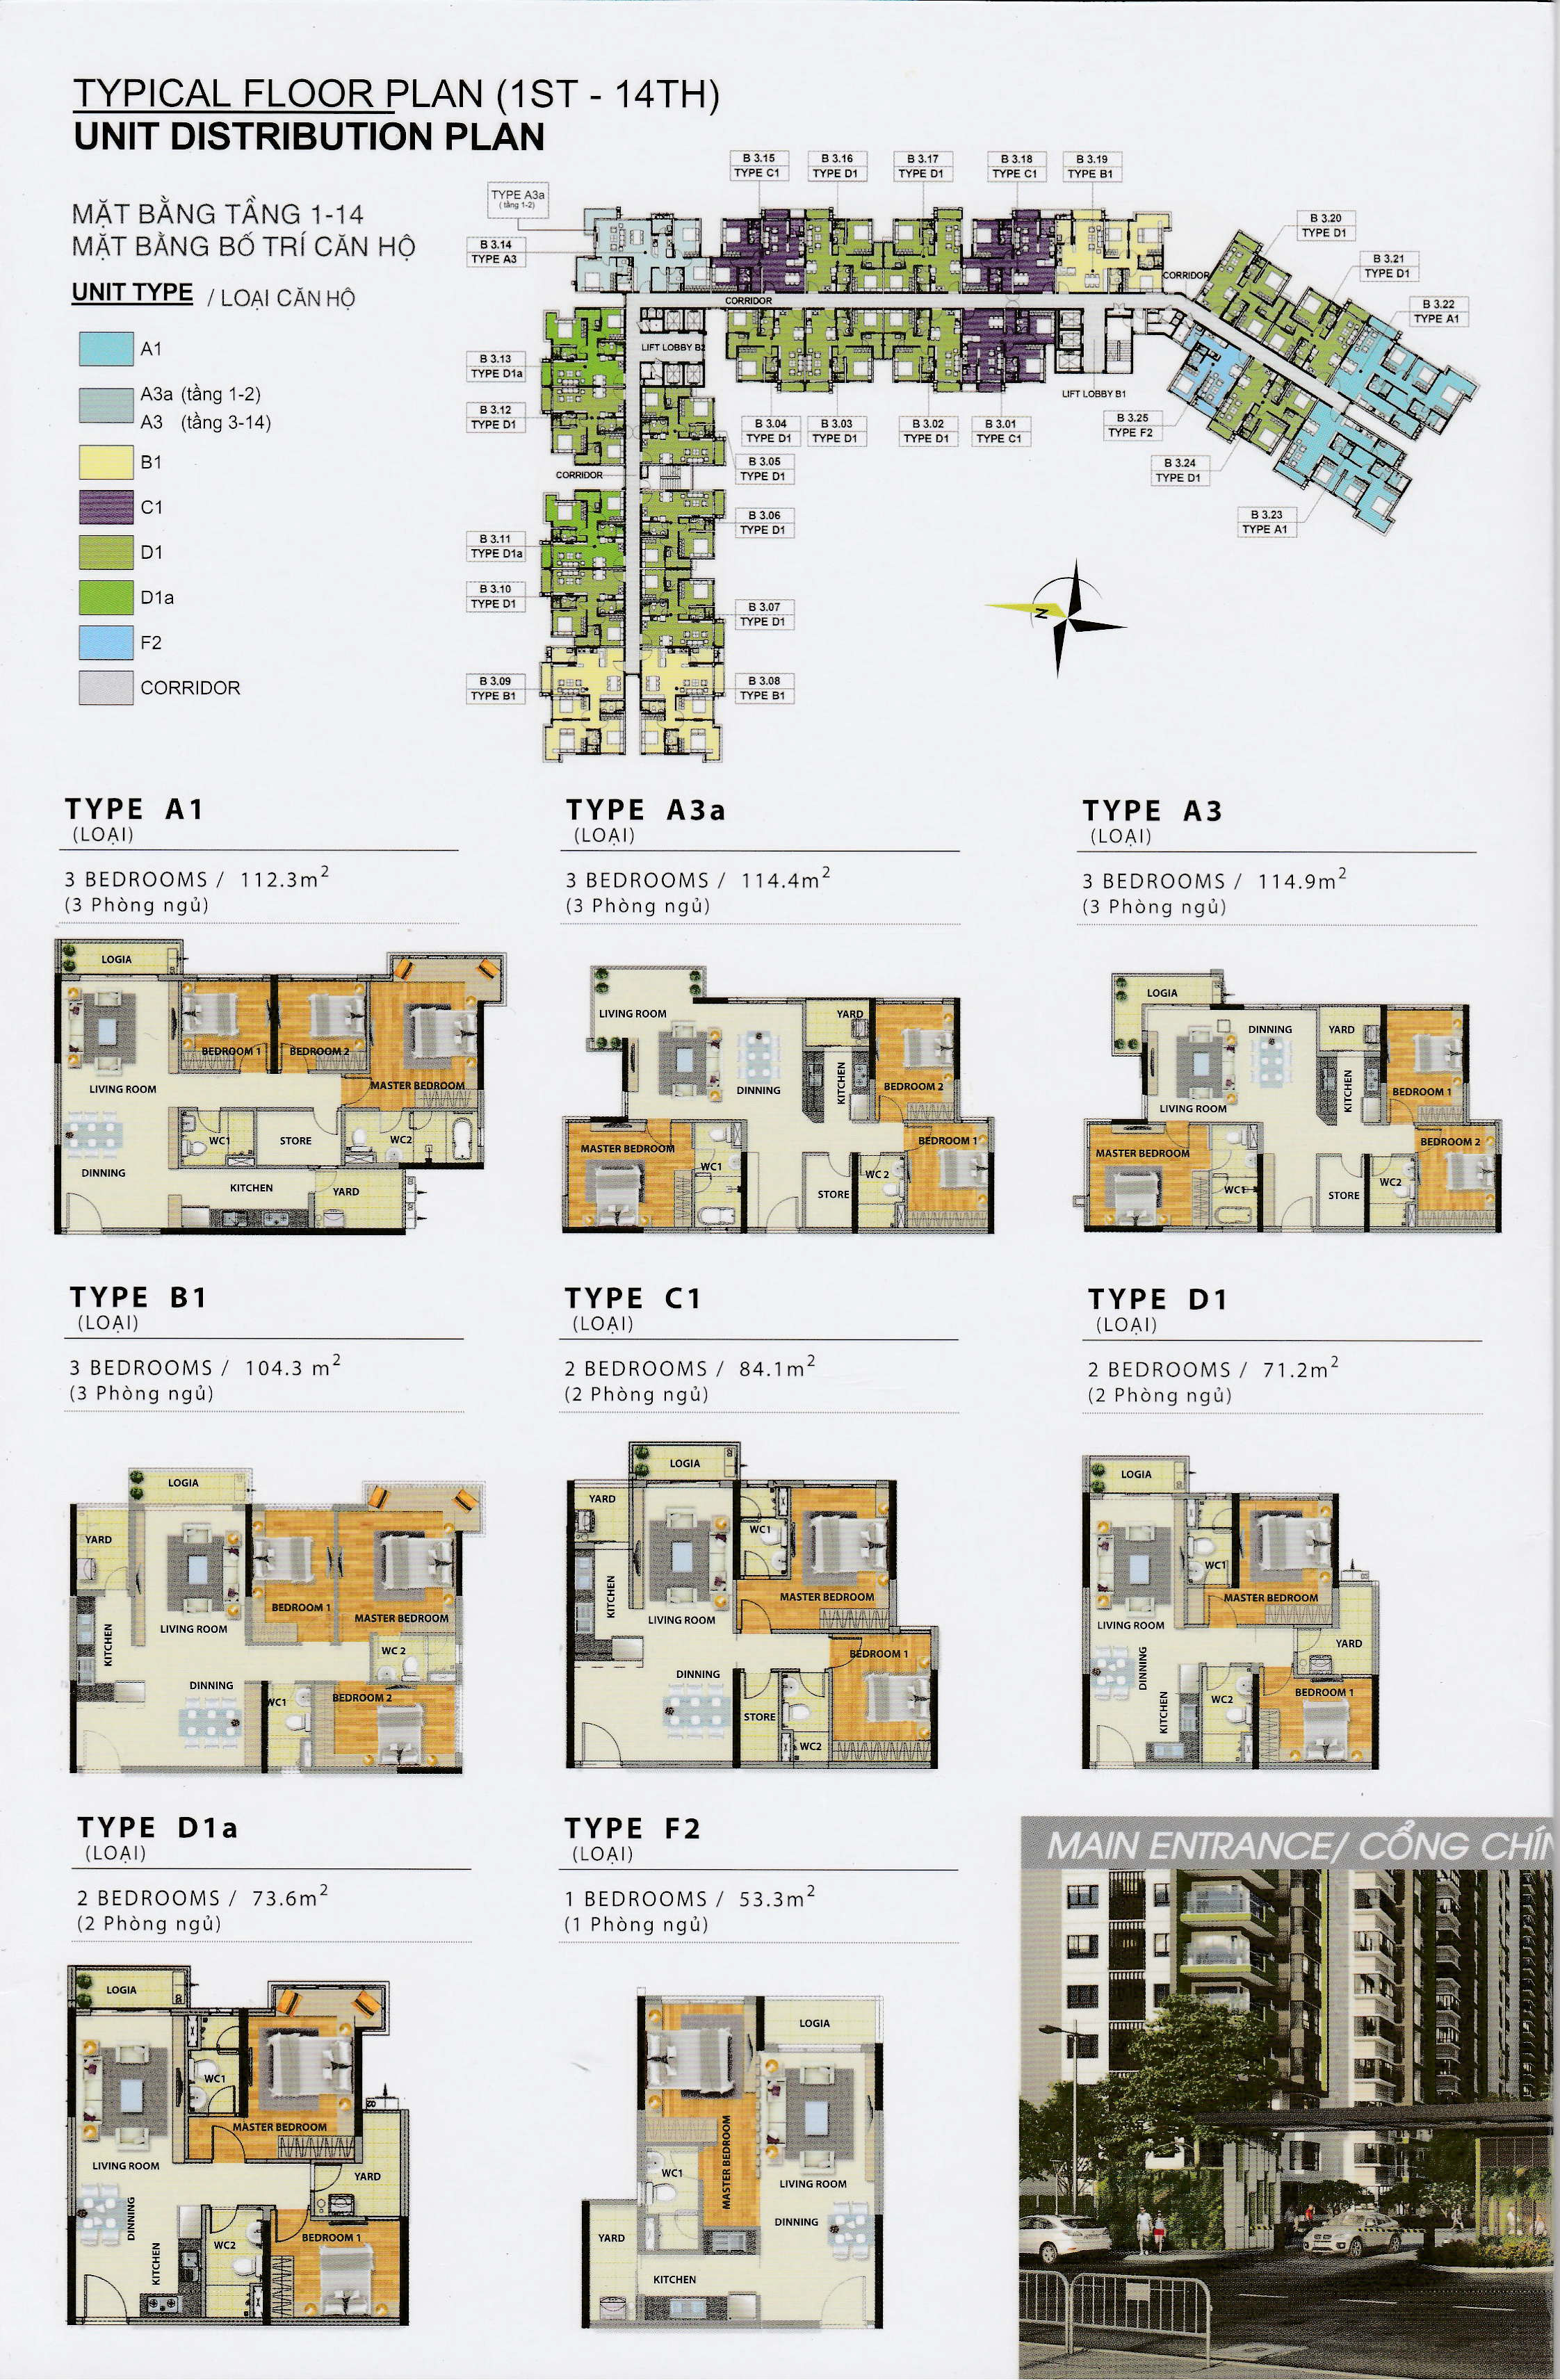 TYPICAL FLOOR PLAN (1ST - 14TH)
UNIT DISTRIBUTION PLAN
MẶT BẰNG TẦNG 1-14
MẶT BẰNG BỐ TRÍ CĂN HỘ
UNIT TYPE / LOẠI CĂN HỘ
A1
A3a (tầng 1-2)
A3 (tầng 3-14)
B1
C1
D1
D1a
F2
CORRIDOR
B 3.15
TYPE C1
B 3.16
TYPE D1
B 3.17
TYPE D1
B 3.18
TYPE C1
B 3.19
TYPE B1
TYPE A3a
(tầng 1-2)
B 3.14
TYPE A3
B 3.20
TYPE D1
B 3.21
TYPE D1
B 3.22
TYPE A1
CORRIDOR
CORRIDOR
LIFT LOBBY B2
LIFT LOBBY B1
B 3.13
TYPE D1a
B 3.12
TYPE D1
B 3.04
TYPE D1
B 3.03
TYPE D1
B 3.02
TYPE D1
B 3.01
TYPE C1
B 3.25
TYPE F2
B 3.24
TYPE D1
B 3.23
TYPE A1
CORRIDOR
B 3.05
TYPE D1
B 3.06
TYPE D1
B 3.11
TYPE D1a
B 3.10
TYPE D1
B 3.07
TYPE D1
B 3.09
TYPE B1
B 3.08
TYPE B1
N
TYPE A1
(LOẠI)
3 BEDROOMS / 112.3m²
(3 Phòng ngủ)
LOGIA
BEDROOM 1
BEDROOM 2
LIVING ROOM
MASTER BEDROOM
WC1
STORE
WC2
DINNING
KITCHEN
YARD
TYPE A3a
(LOẠI)
3 BEDROOMS / 114.4m²
(3 Phòng ngủ)
LIVING ROOM
YARD
DINNING
KITCHEN
BEDROOM 2
MASTER BEDROOM
BEDROOM 1
WC1
WC 2
STORE
TYPE A3
(LOẠI)
3 BEDROOMS / 114.9m²
(3 Phòng ngủ)
LOGIA
DINNING
YARD
KITCHEN
BEDROOM 1
LIVING ROOM
MASTER BEDROOM
BEDROOM 2
WC1
WC2
STORE
TYPE B1
(LOẠI)
3 BEDROOMS / 104.3 m²
(3 Phòng ngủ)
LOGIA
YARD
BEDROOM 1
MASTER BEDROOM
LIVING ROOM
KITCHEN
WC 2
DINNING
WC1
BEDROOM 2
TYPE C1
(LOẠI)
2 BEDROOMS / 84.1m²
(2 Phòng ngủ)
LOGIA
YARD
WC1
KITCHEN
MASTER BEDROOM
LIVING ROOM
BEDROOM 1
DINNING
STORE
WC2
TYPE D1
(LOẠI)
2 BEDROOMS / 71.2m²
(2 Phòng ngủ)
LOGIA
WC1
MASTER BEDROOM
LIVING ROOM
YARD
DINNING
BEDROOM 1
WC2
KITCHEN
TYPE D1a
(LOẠI)
2 BEDROOMS / 73.6m²
(2 Phòng ngủ)
LOGIA
WC1
MASTER BEDROOM
LIVING ROOM
YARD
DINNING
BEDROOM 1
WC2
KITCHEN
TYPE F2
(LOẠI)
1 BEDROOMS / 53.3m²
(1 Phòng ngủ)
LOGIA
MASTER BEDROOM
WC1
LIVING ROOM
DINNING
YARD
KITCHEN
MAIN ENTRANCE/ CỔNG CHÍN